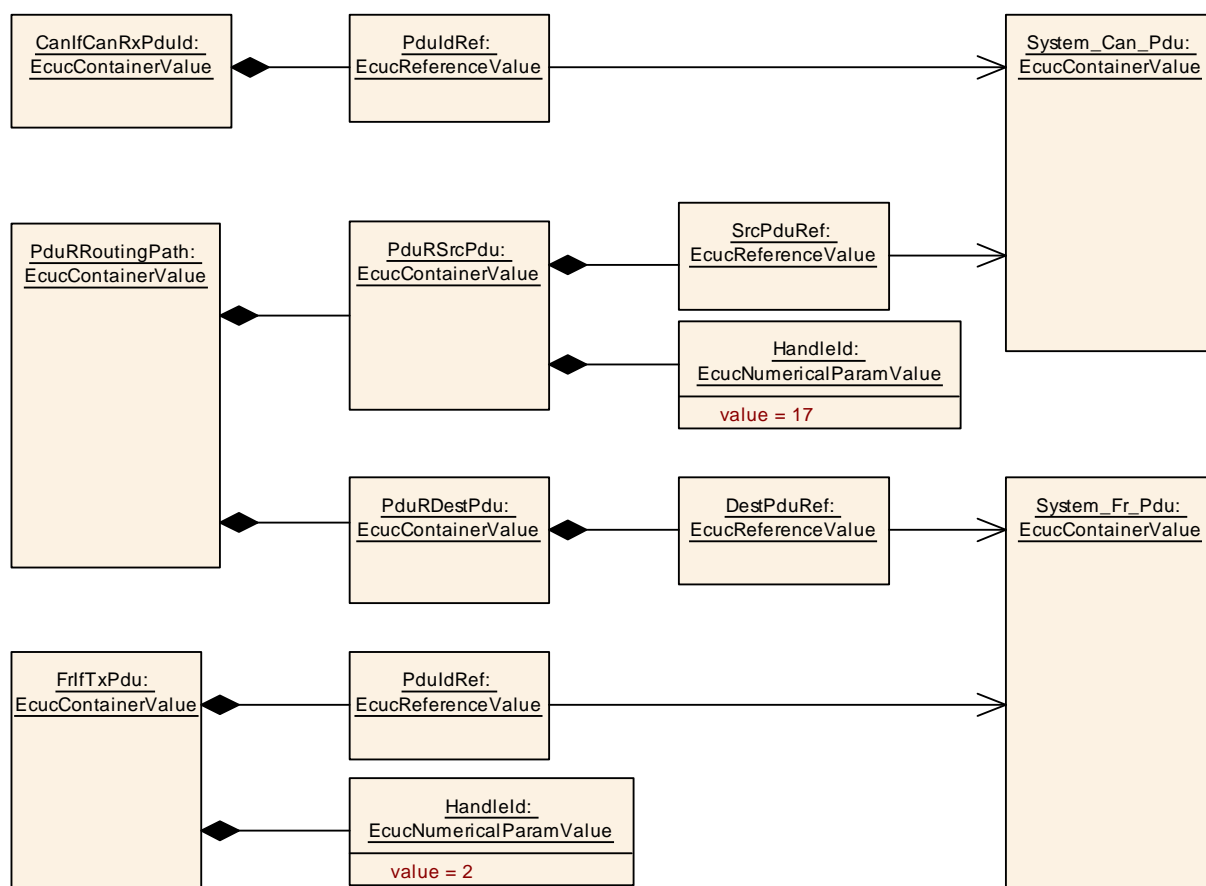 CanIfCanRxPduId:
EcucContainerValue
PduIdRef:
EcucReferenceValue
System_Can_Pdu:
EcucContainerValue
PduRRoutingPath:
EcucContainerValue
PduRSrcPdu:
EcucContainerValue
SrcPduRef:
EcucReferenceValue
HandleId:
EcucNumericalParamValue
value = 17
PduRDestPdu:
EcucContainerValue
DestPduRef:
EcucReferenceValue
System_Fr_Pdu:
EcucContainerValue
FrIfTxPdu:
EcucContainerValue
PduIdRef:
EcucReferenceValue
HandleId:
EcucNumericalParamValue
value = 2